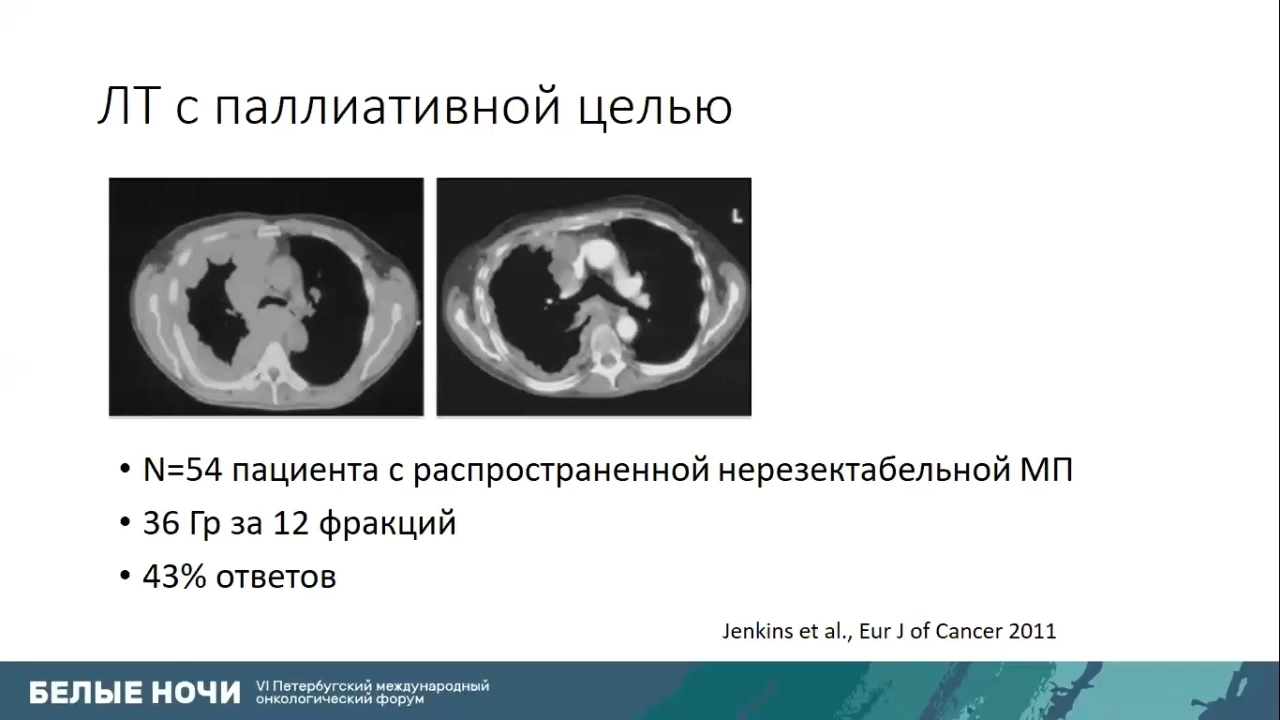 ЛТ с паллиативной целью
L
• N=54 пациента с распространенной нерезектабельной МП
• 36 Гр за 12 фракций
• 43% ответов
Jenkins et al., Eur J of Cancer 2011
БЕЛЫЕ НОЧИ
VI Петербургский международный
онкологический форум